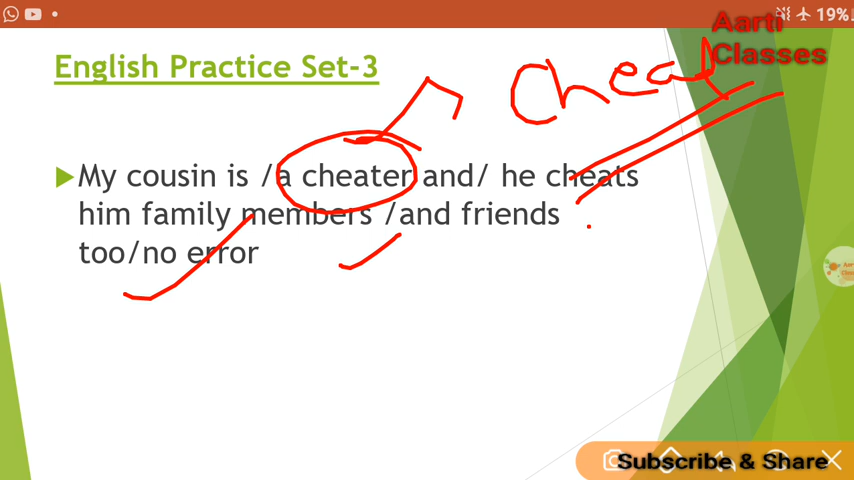 19%
Aarti
Classes
English Practice Set-3
Cheat
My cousin is /a cheater and/ he cheats
him family members /and friends
too/no error
Subscribe & Share